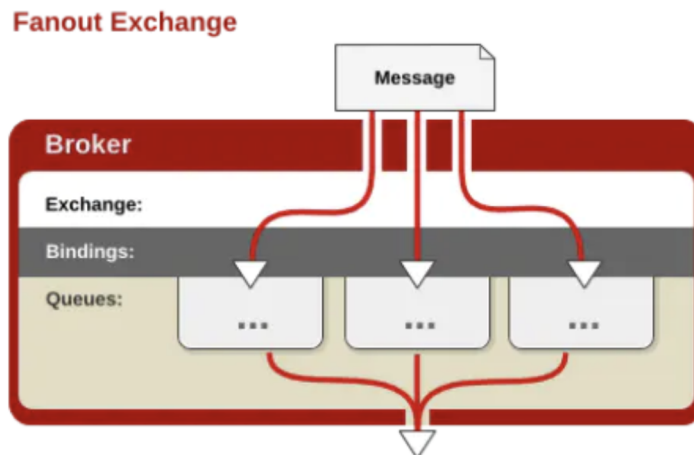 Fanout Exchange
Message
Broker
Exchange:
Bindings:
Queues:
... ... ...